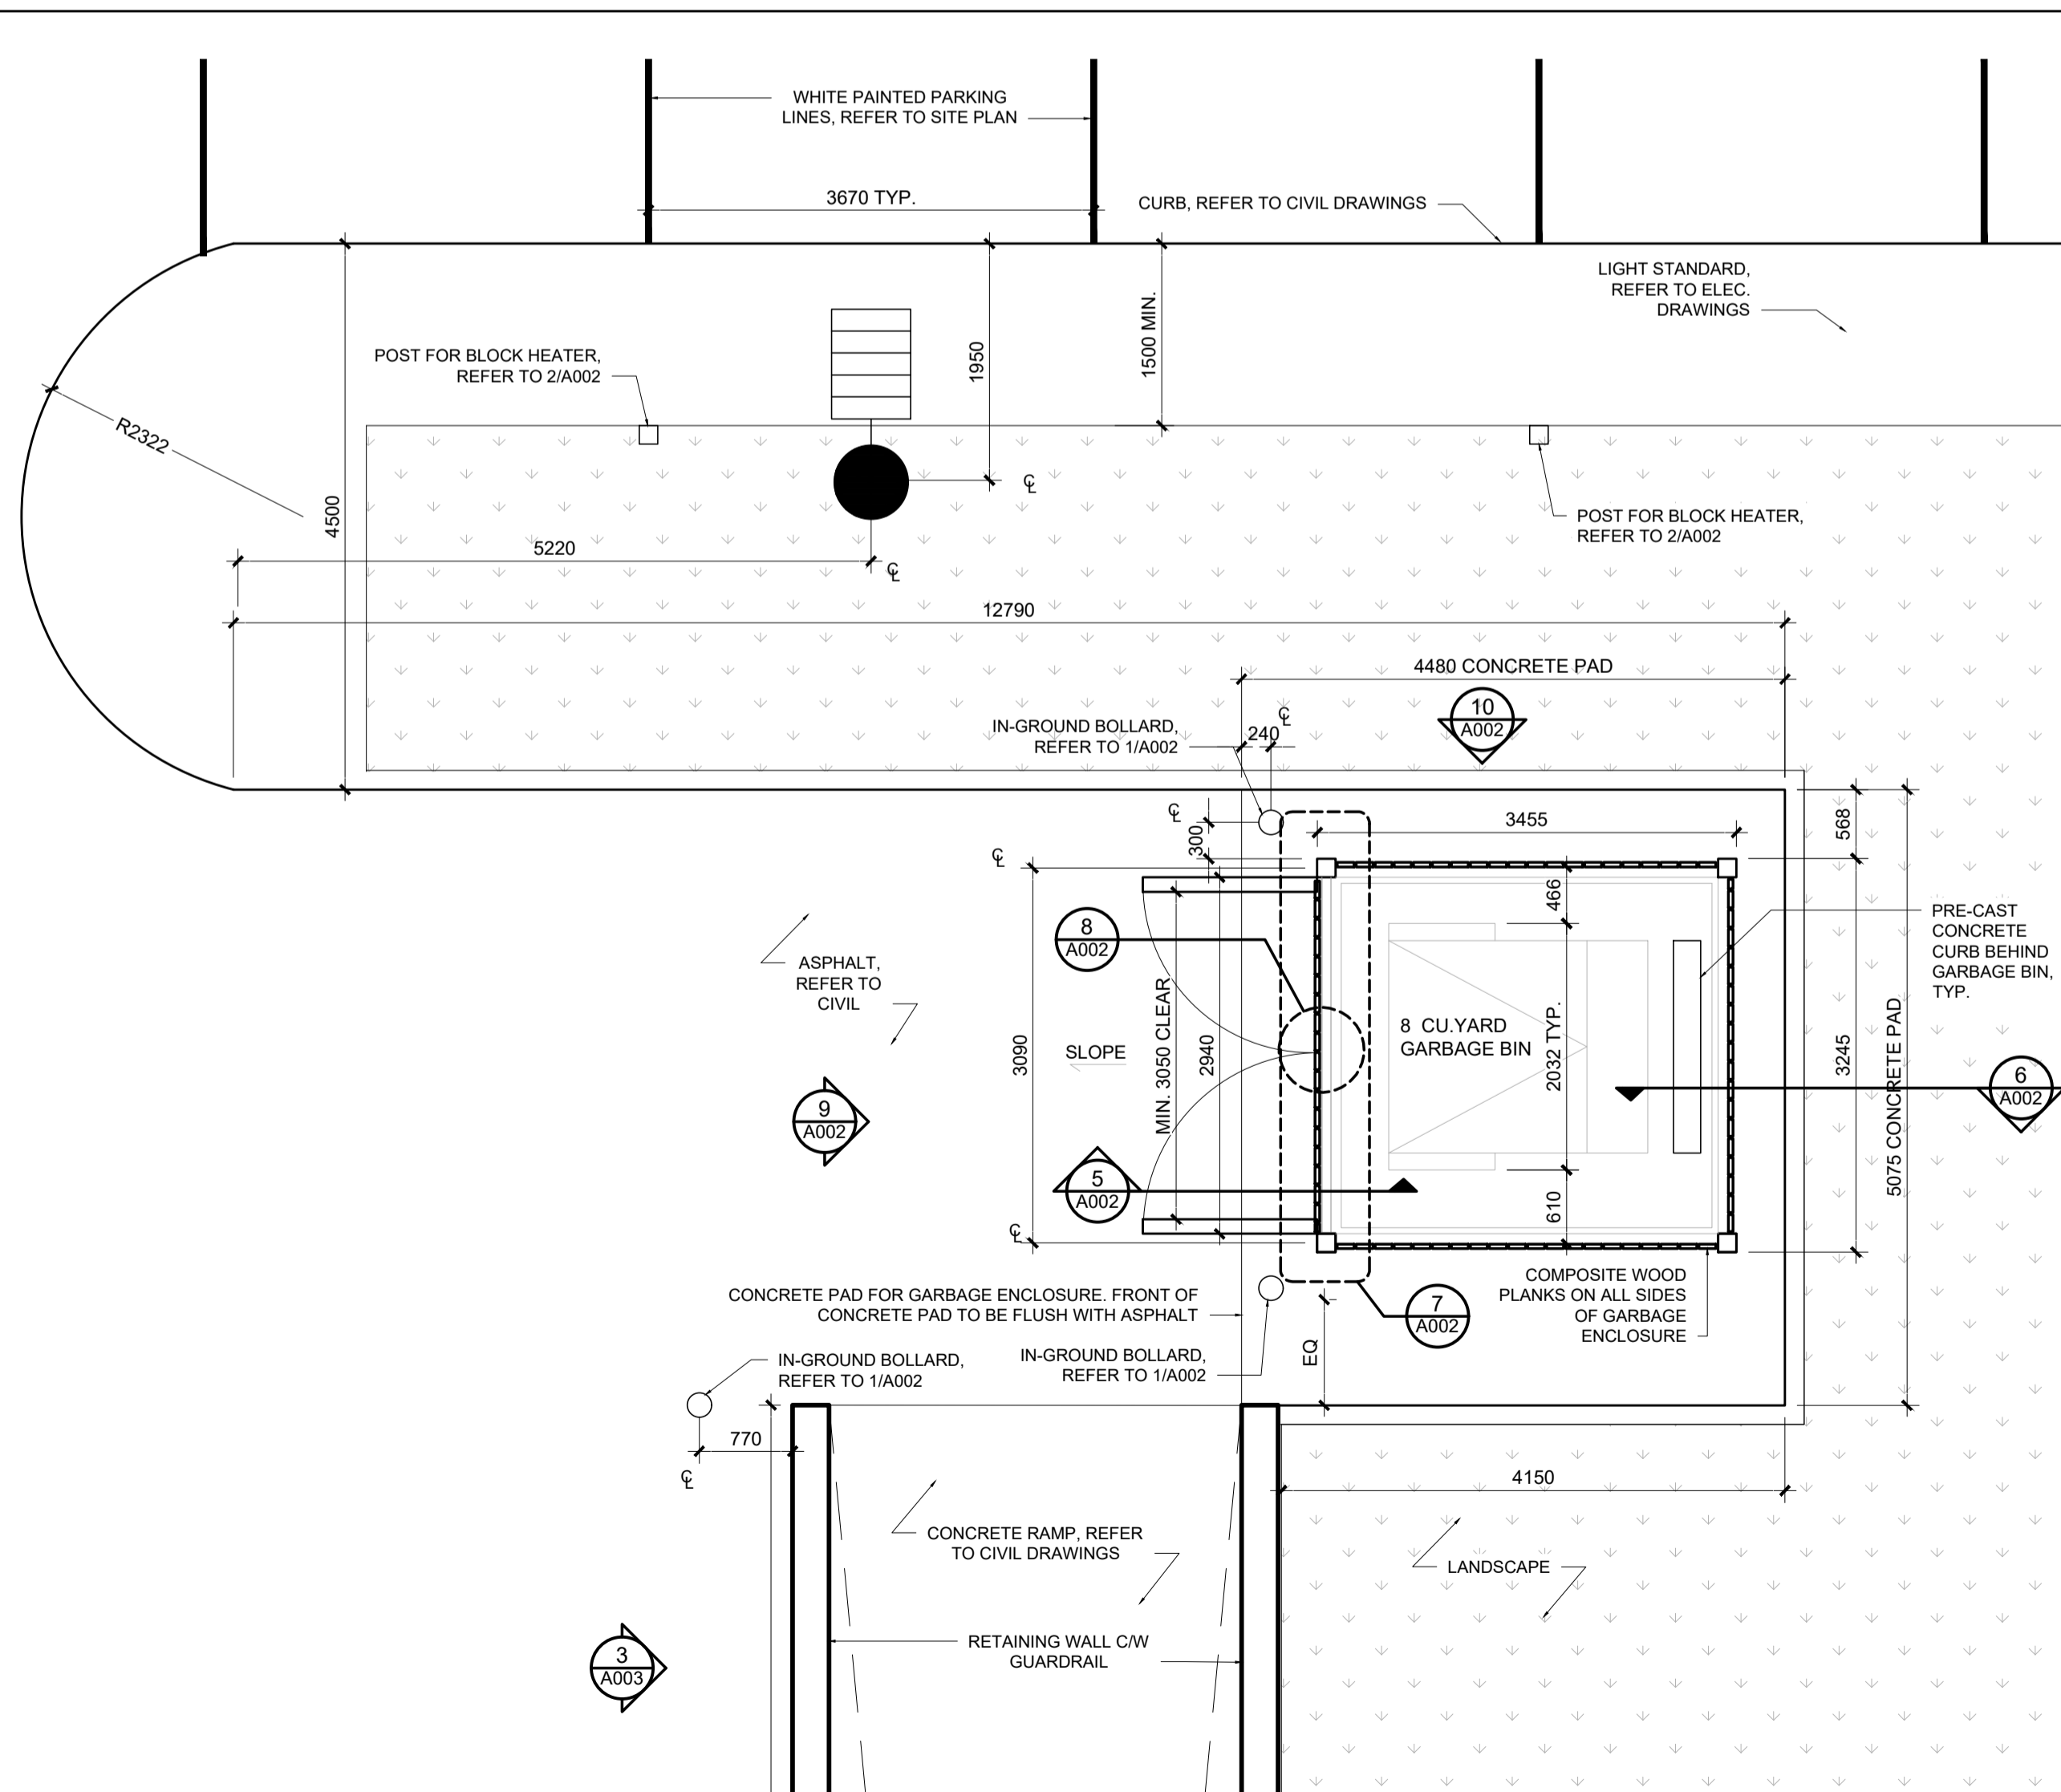 WHITE PAINTED PARKING
LINES, REFER TO SITE PLAN
3670 TYP.
CURB, REFER TO CIVIL DRAWINGS
LIGHT STANDARD,
REFER TO ELEC.
DRAWINGS
POST FOR BLOCK HEATER,
REFER TO 2/A002
1950
1500 MIN.
R2322
4500
℄
POST FOR BLOCK HEATER,
REFER TO 2/A002
5220
℄
12790
4480 CONCRETE PAD
10
A002
IN-GROUND BOLLARD,
REFER TO 1/A002
℄
240
℄
300
3455
568
℄
466
8
A002
PRE-CAST
CONCRETE
CURB BEHIND
GARBAGE BIN,
TYP.
ASPHALT,
REFER TO
CIVIL
3090
SLOPE
MIN. 3050 CLEAR
2940
8 CU.YARD
GARBAGE BIN
2032 TYP.
3245
5075 CONCRETE PAD
6
A002
9
A002
5
A002
610
℄
CONCRETE PAD FOR GARBAGE ENCLOSURE. FRONT OF
CONCRETE PAD TO BE FLUSH WITH ASPHALT
COMPOSITE WOOD
PLANKS ON ALL SIDES
OF GARBAGE
ENCLOSURE
7
A002
EQ
IN-GROUND BOLLARD,
REFER TO 1/A002
IN-GROUND BOLLARD,
REFER TO 1/A002
770
℄
4150
CONCRETE RAMP, REFER
TO CIVIL DRAWINGS
LANDSCAPE
RETAINING WALL C/W
GUARDRAIL
3
A003